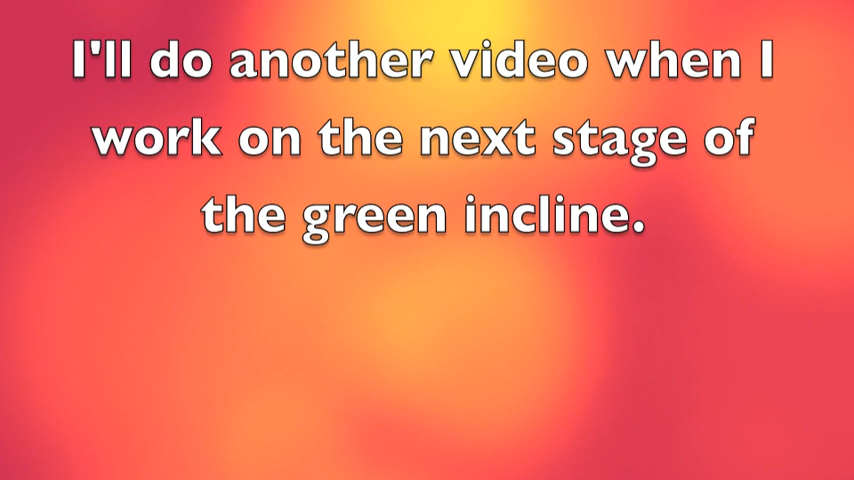 I'll do another video when I
work on the next stage of
the green incline.